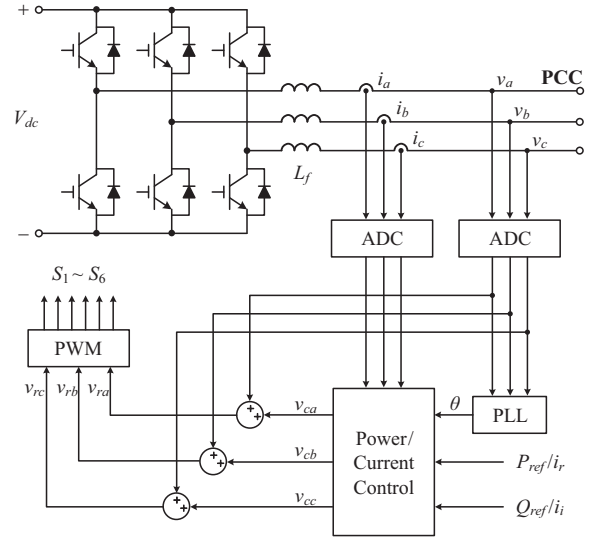 +
i_a v_a PCC
V_dc i_b v_b
i_c v_c
L_f
−
ADC ADC
S_1 ~ S_6
PWM
v_rc v_rb v_ra
+ + v_ca θ PLL
Power/
Current
Control
+ + v_cb P_ref/i_r
+ + v_cc Q_ref/i_i